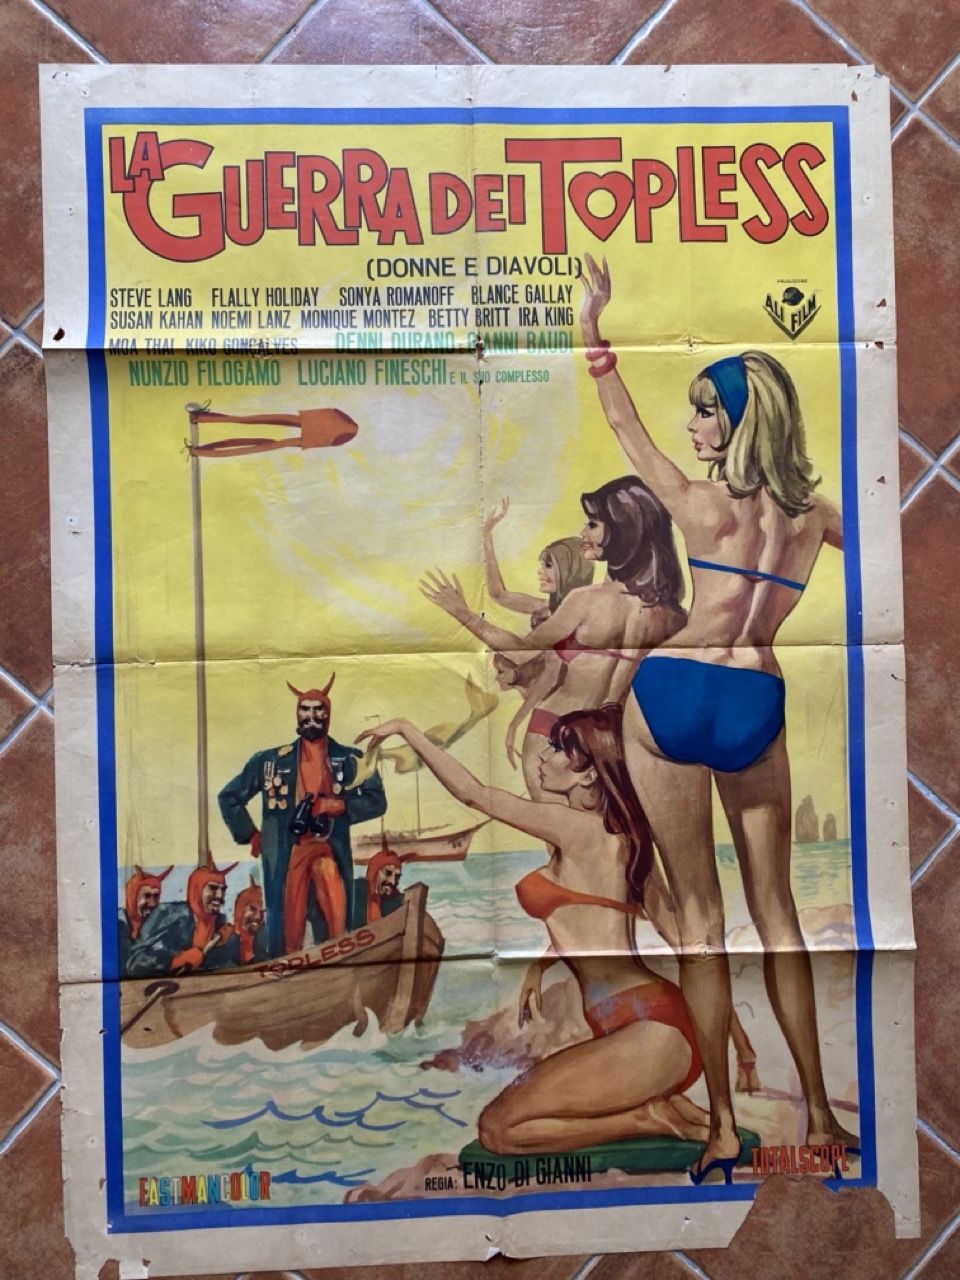 LA GUERRA DEI TOPLESS
(DONNE E DIAVOLI)
STEVE LANG FLALLY HOLIDAY SONYA ROMANOFF BLANCE GALLAY
SUSAN KAHAN NOEMI LANZ MONIQUE MONTEZ BETTY BRITT IRA KING
MOA THAI KIKO GONÇALVES DENNI DURANO GIANNI BAUDI
NUNZIO FILOGAMO LUCIANO FINESCHI E IL SUO COMPLESSO
PRODUZIONE
ALI FILM
TOPLESS
EASTMANCOLOR
REGIA: ENZO DI GIANNI
TOTALSCOPE